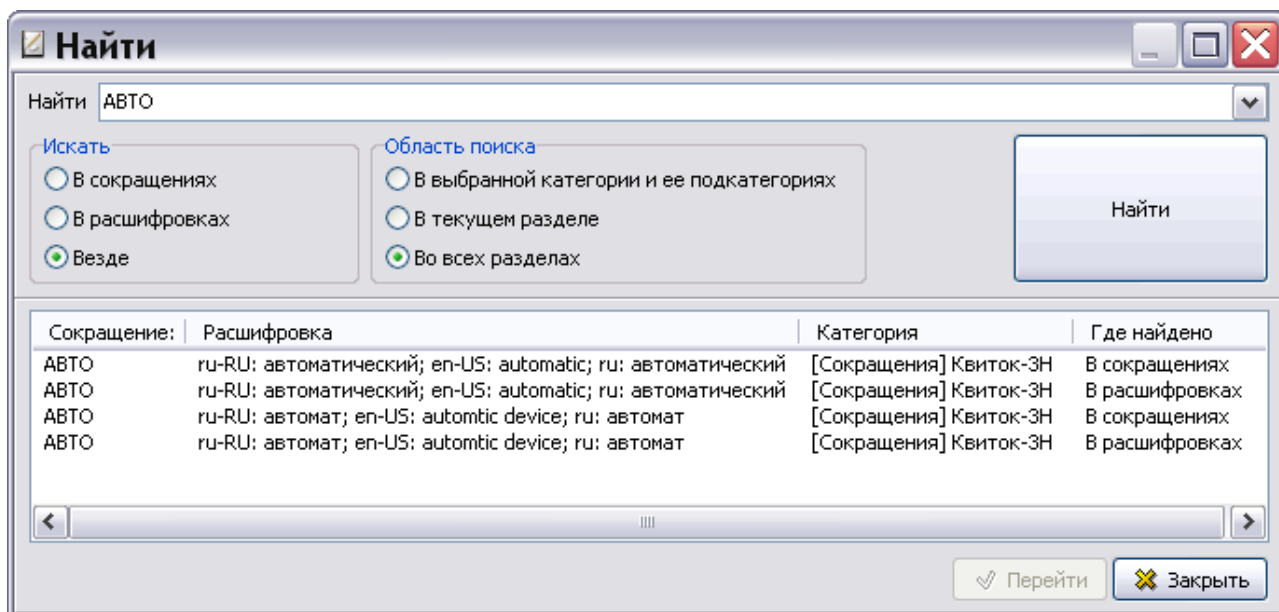 Найти
Найти АВТО
Искать
В сокращениях
В расшифровках
Везде
Область поиска
В выбранной категории и ее подкатегориях
В текущем разделе
Во всех разделах
Найти
Сокращение: Расшифровка Категория Где найдено
АВТО ru-RU: автоматический; en-US: automatic; ru: автоматический [Сокращения] Квиток-3Н В сокращениях
АВТО ru-RU: автоматический; en-US: automatic; ru: автоматический [Сокращения] Квиток-3Н В расшифровках
АВТО ru-RU: автомат; en-US: automtic device; ru: автомат [Сокращения] Квиток-3Н В сокращениях
АВТО ru-RU: автомат; en-US: automtic device; ru: автомат [Сокращения] Квиток-3Н В расшифровках
Перейти Закрыть